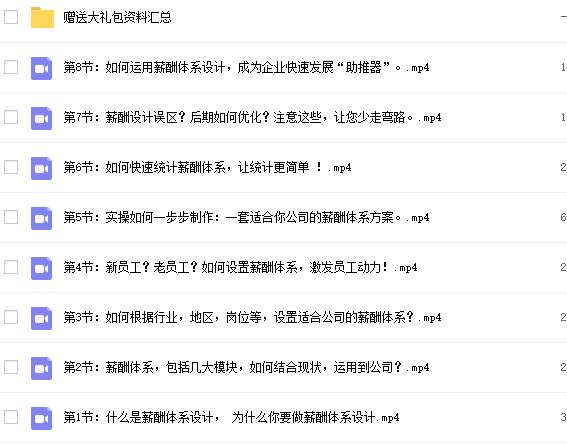 赠送大礼包资料汇总 -
第8节：如何运用薪酬体系设计，成为企业快速发展“助推器”。.mp4 1
第7节：薪酬设计误区？后期如何优化？注意这些，让您少走弯路。.mp4 1
第6节：如何快速统计薪酬体系，让统计更简单 ！.mp4 2
第5节：实操如何一步步制作：一套适合你公司的薪酬体系方案。.mp4 6
第4节：新员工？老员工？如何设置薪酬体系，激发员工动力！.mp4 2
第3节：如何根据行业，地区，岗位等，设置适合公司的薪酬体系？.mp4 2
第2节：薪酬体系，包括几大模块，如何结合现状，运用到公司？.mp4 2
第1节：什么是薪酬体系设计， 为什么你要做薪酬体系设计.mp4 3